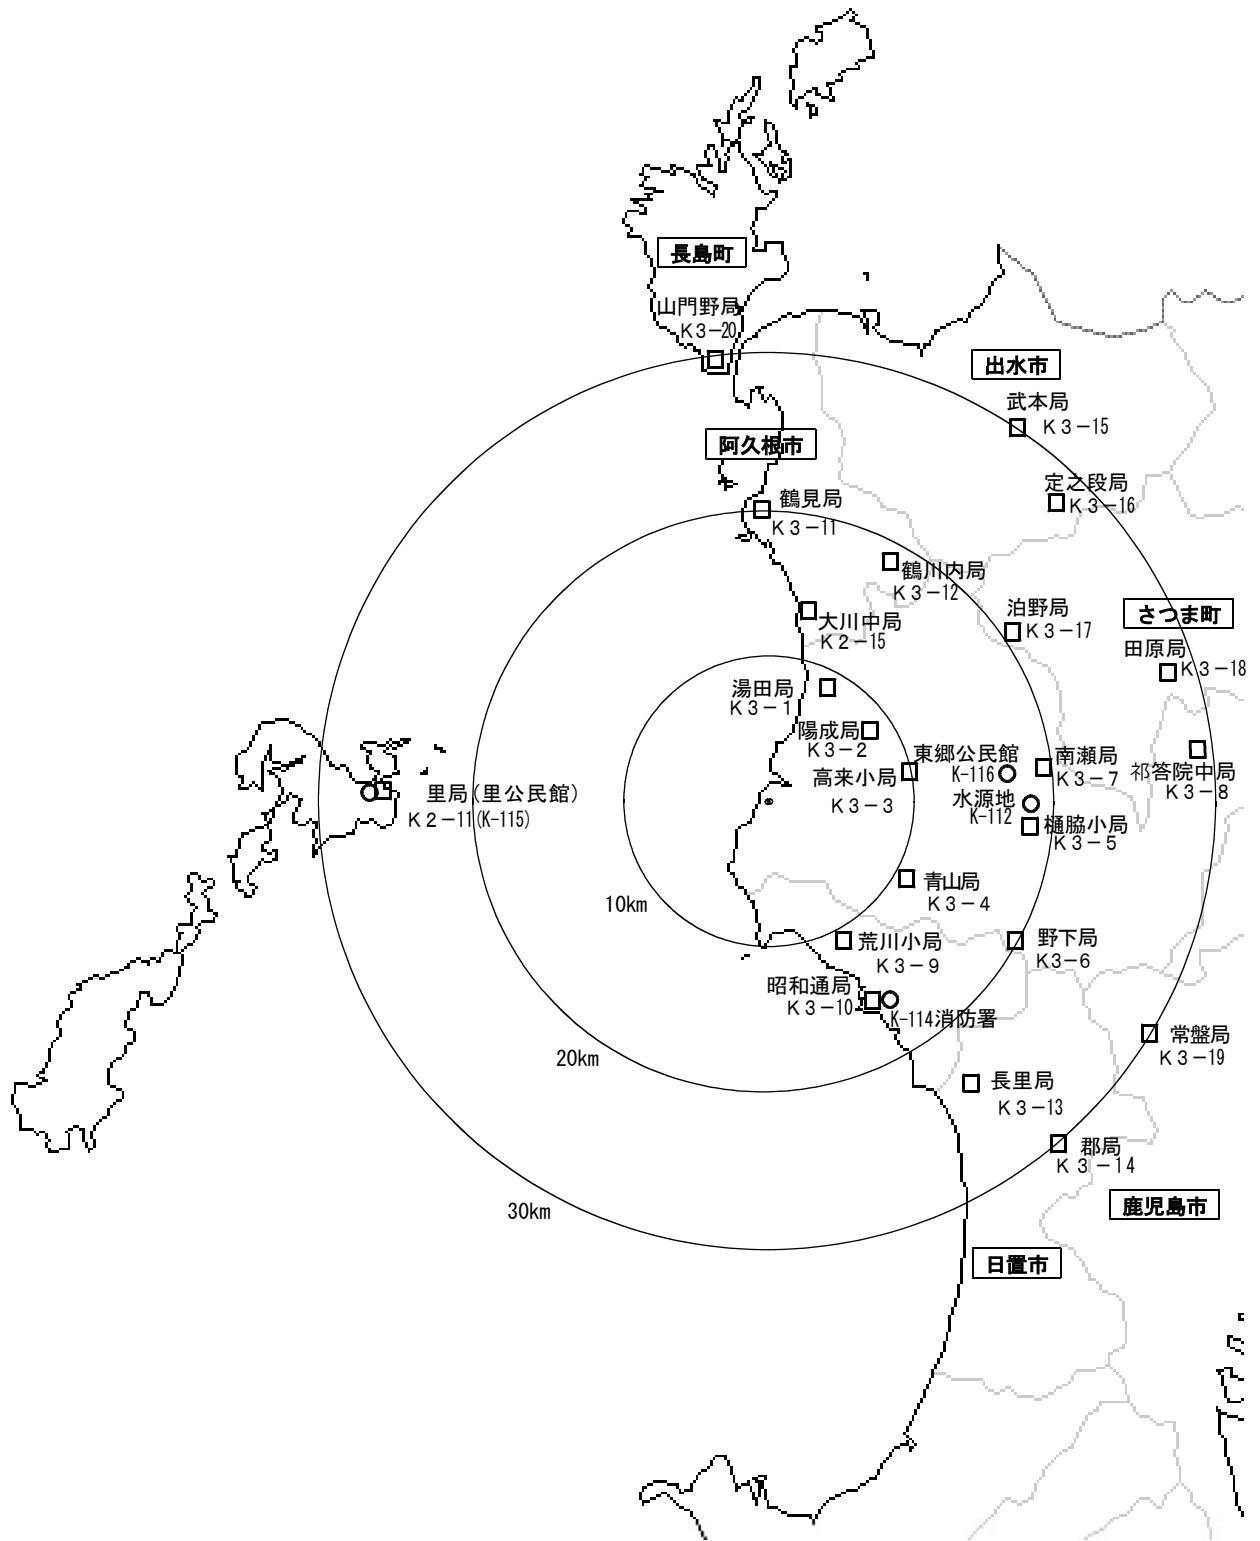 長島町
山門野局
K3-20
出水市
武本局
K3-15
阿久根市
定之段局
K3-16
鶴見局
K3-11
鶴川内局
K3-12
大川中局
K2-15
泊野局
K3-17
さつま町
田原局
K3-18
湯田局
K3-1
陽成局
K3-2
高来小局
K3-3
東郷公民館
K-116
南瀬局
K3-7
祁答院中局
K3-8
水源地
K-112
樋脇小局
K3-5
里局(里公民館)
K2-11(K-115)
青山局
K3-4
10km
荒川小局
K3-9
野下局
K3-6
昭和通局
K3-10
K-114消防署
常盤局
K3-19
20km
長里局
K3-13
郡局
K3-14
鹿児島市
30km
日置市